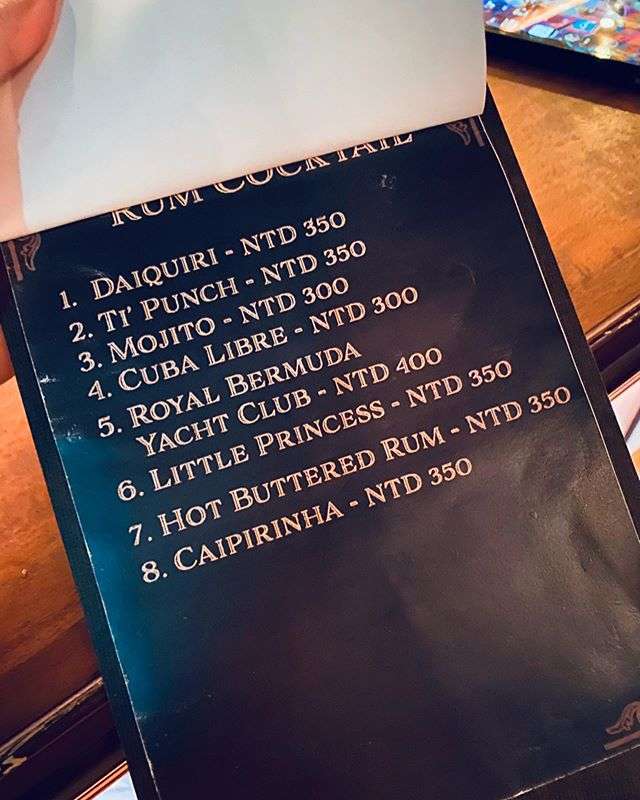 RUM COCKTAIL
1. DAIQUIRI - NTD 350
2. TI' PUNCH - NTD 350
3. MOJITO - NTD 300
4. CUBA LIBRE - NTD 300
5. ROYAL BERMUDA
YACHT CLUB - NTD 400
6. LITTLE PRINCESS - NTD 350
7. HOT BUTTERED RUM - NTD 350
8. CAIPIRINHA - NTD 350